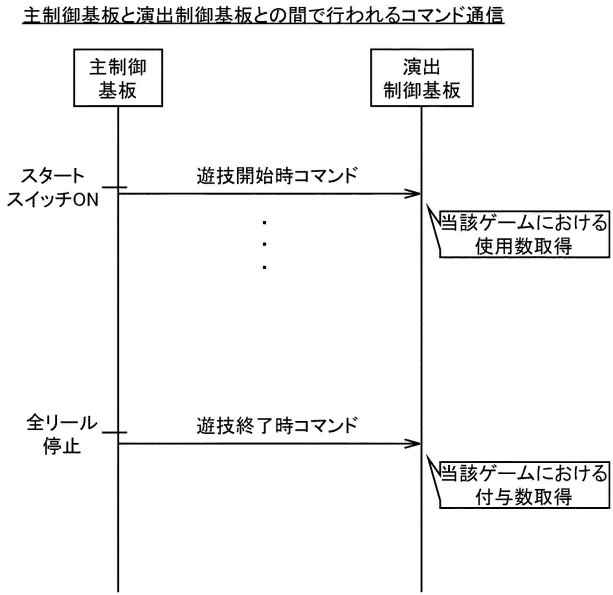 主制御基板と演出制御基板との間で行われるコマンド通信
主制御
基板
演出
制御基板
スタート
スイッチON
遊技開始時コマンド
当該ゲームにおける
使用数取得
全リール
停止
遊技終了時コマンド
当該ゲームにおける
付与数取得